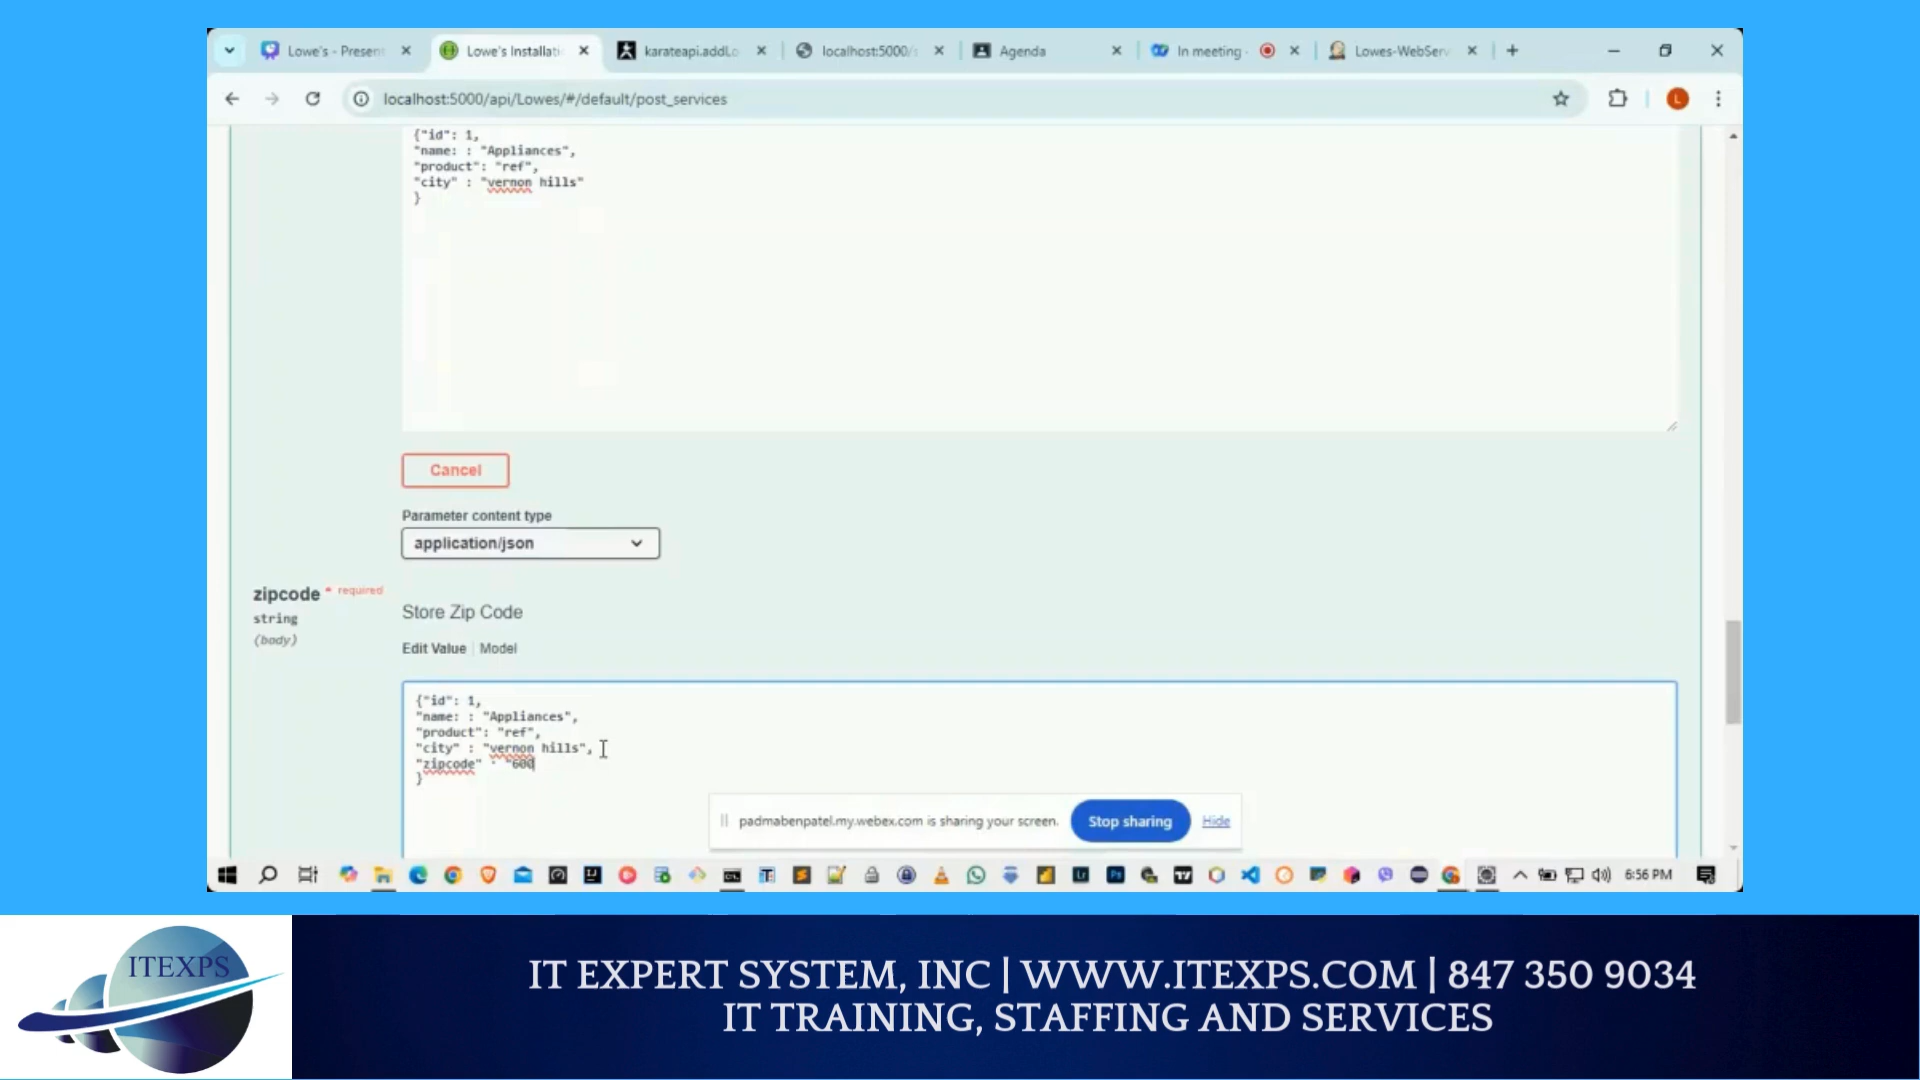 Lowe's - Presen
Lowe's Installati
karateapi.addLo
localhost:5000/s
Agenda
In meeting -
Lowes-WebServ
localhost:5000/api/Lowes/#/default/post_services
L
{"id": 1,
"name: : "Appliances",
"product": "ref",
"city" : "vernon hills"
}
Cancel
Parameter content type
application/json
zipcode * required
string
(body)
Store Zip Code
Edit Value | Model
{"id": 1,
"name: : "Appliances",
"product": "ref",
"city" : "vernon hills",
"zipcode" : "600
}
padmabenpatel.my.webex.com is sharing your screen.
Stop sharing
Hide
6:56 PM
ITEXPS
IT EXPERT SYSTEM, INC | WWW.ITEXPS.COM | 847 350 9034
IT TRAINING, STAFFING AND SERVICES